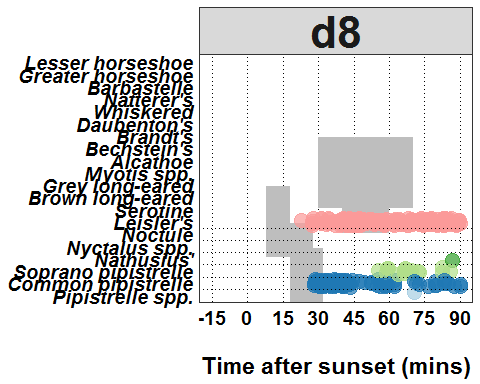 d8
Lesser horseshoe
Greater horseshoe
Barbastelle
Natterer's
Whiskered
Daubenton's
Brandt's
Bechstein's
Alcathoe
Myotis spp.
Grey long-eared
Brown long-eared
Serotine
Leisler's
Noctule
Nyctalus spp.
Nathusius'
Soprano pipistrelle
Common pipistrelle
Pipistrelle spp.
-15 0 15 30 45 60 75 90
Time after sunset (mins)